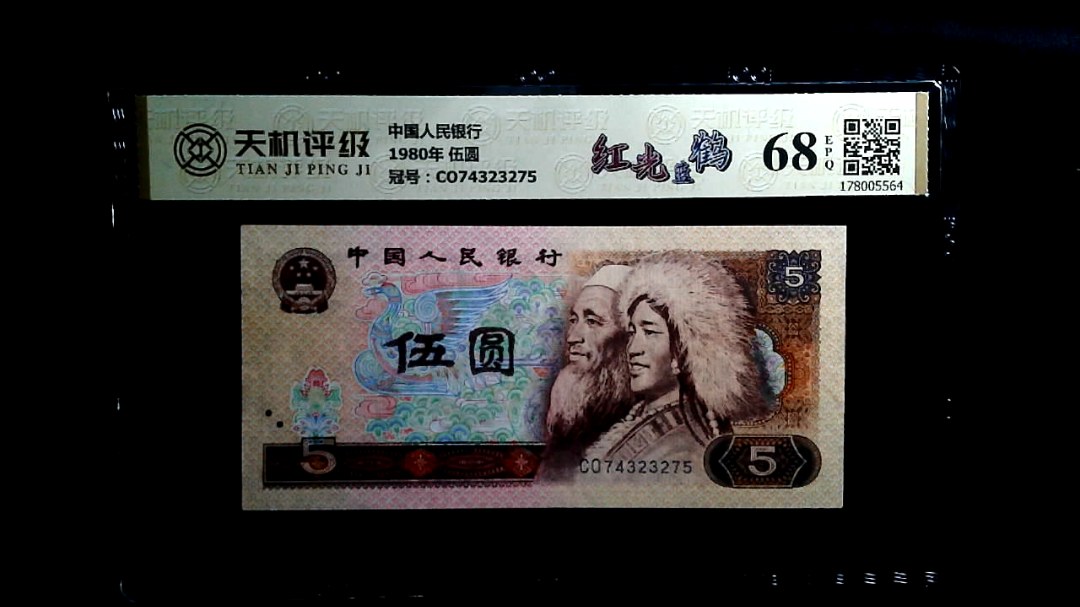 天机评级
TIAN JI PING JI
中国人民银行
1980年 伍圆
冠号：CO74323275
红光蓝鹤
68
EPQ
178005564
中国人民银行
5
伍圆
5
CO74323275
5